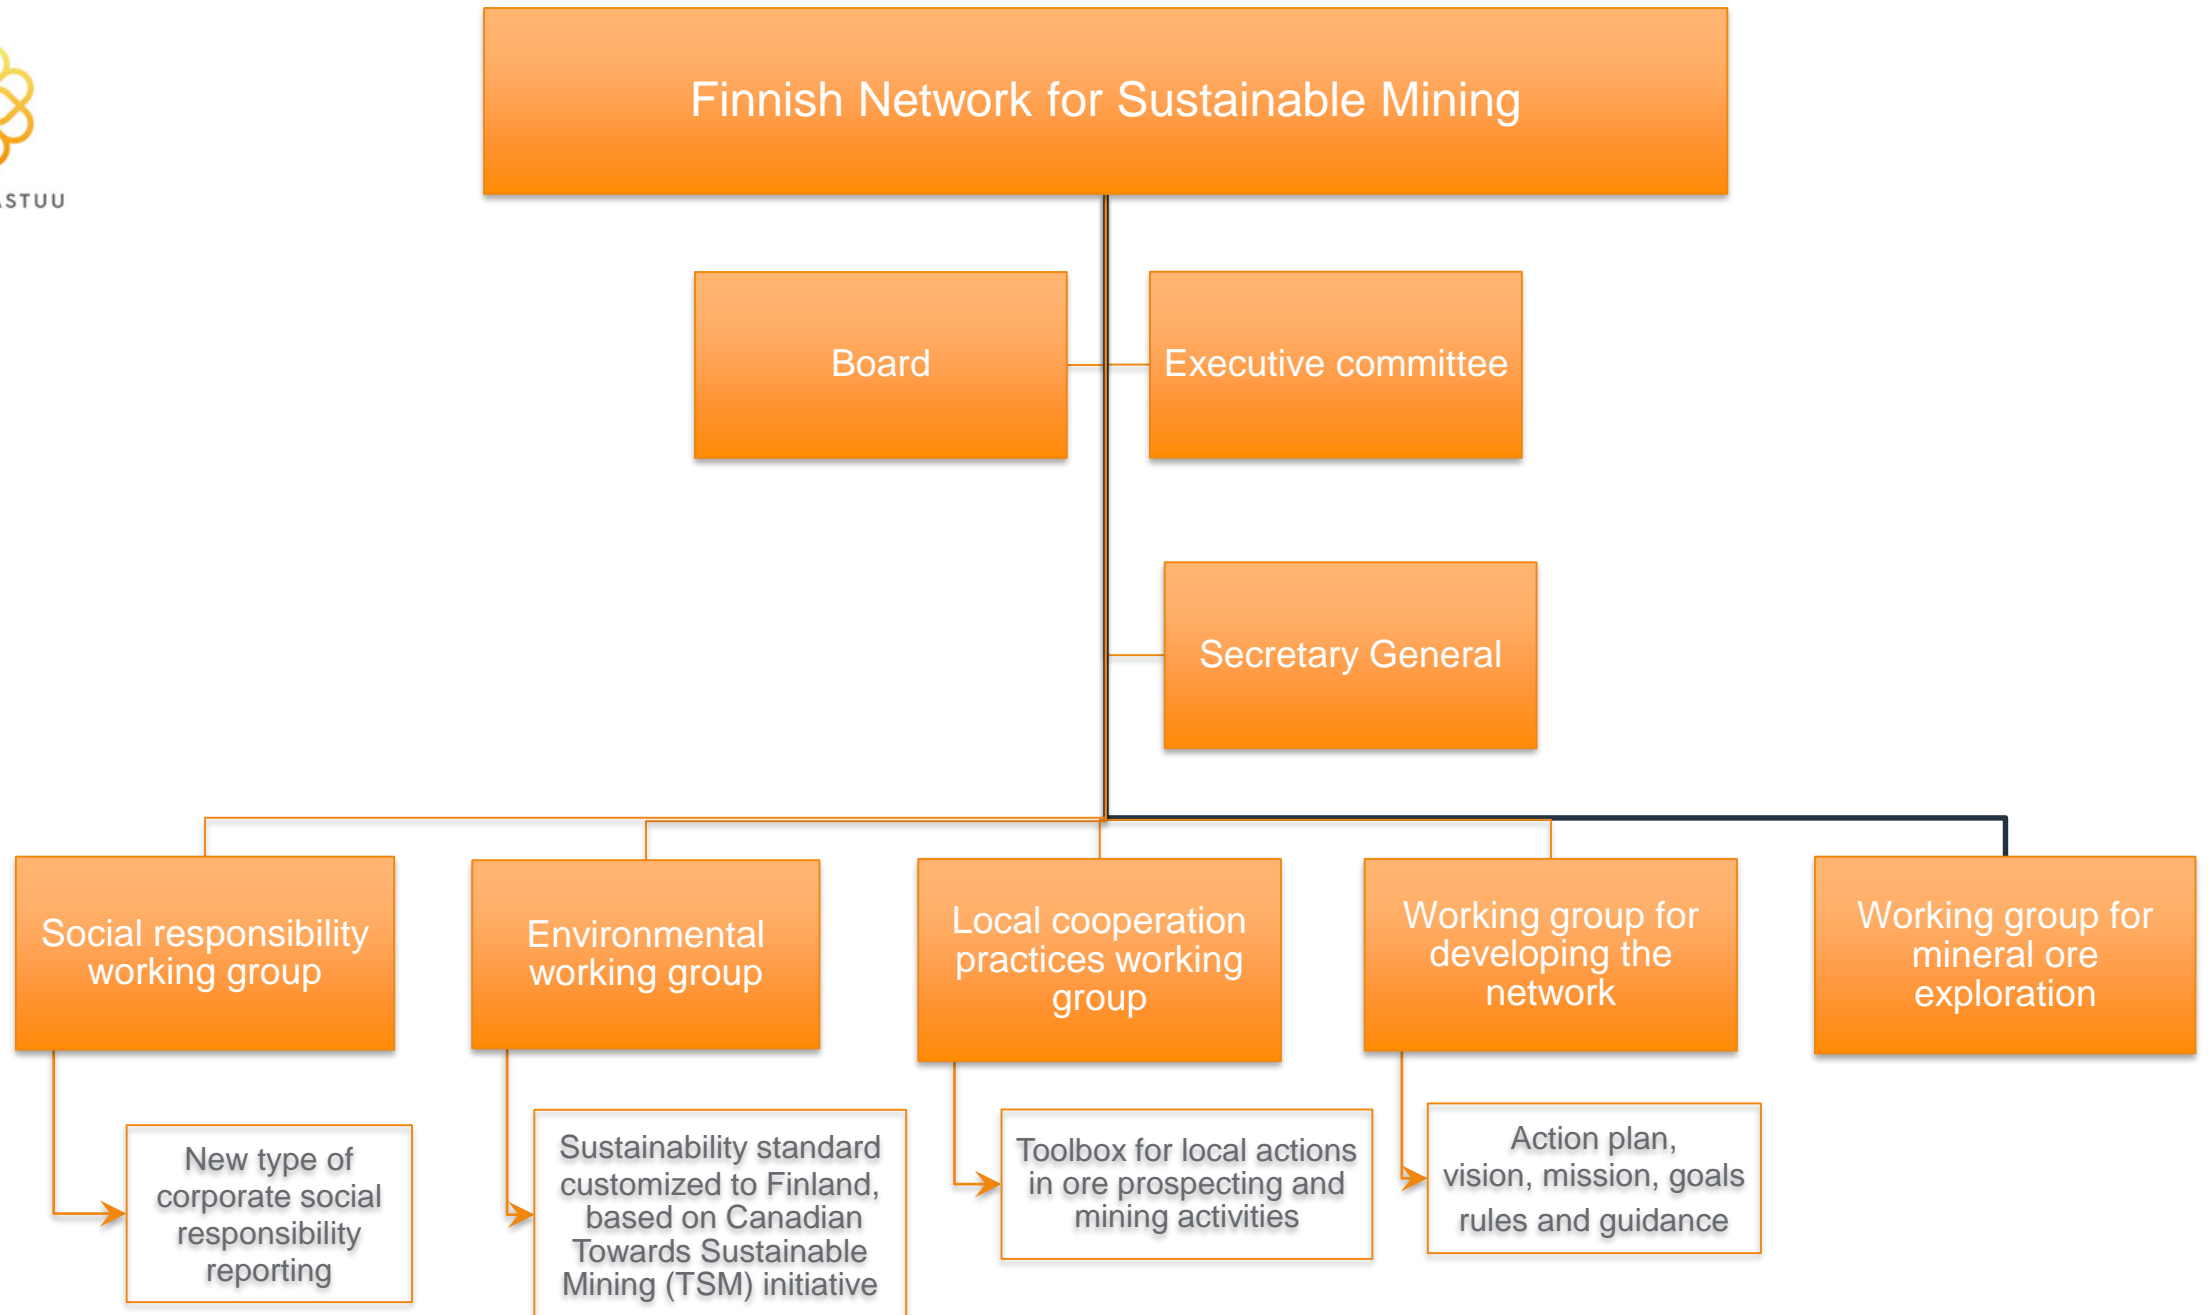 Finnish Network for Sustainable Mining
Board
Executive committee
Secretary General
Social responsibility
working group
Environmental
working group
Local cooperation
practices working
group
Working group for
developing the
network
Working group for
mineral ore
exploration
New type of
corporate social
responsibility
reporting
Sustainability standard
customized to Finland,
based on Canadian
Towards Sustainable
Mining (TSM) initiative
Toolbox for local actions
in ore prospecting and
mining activities
Action plan,
vision, mission, goals
rules and guidance